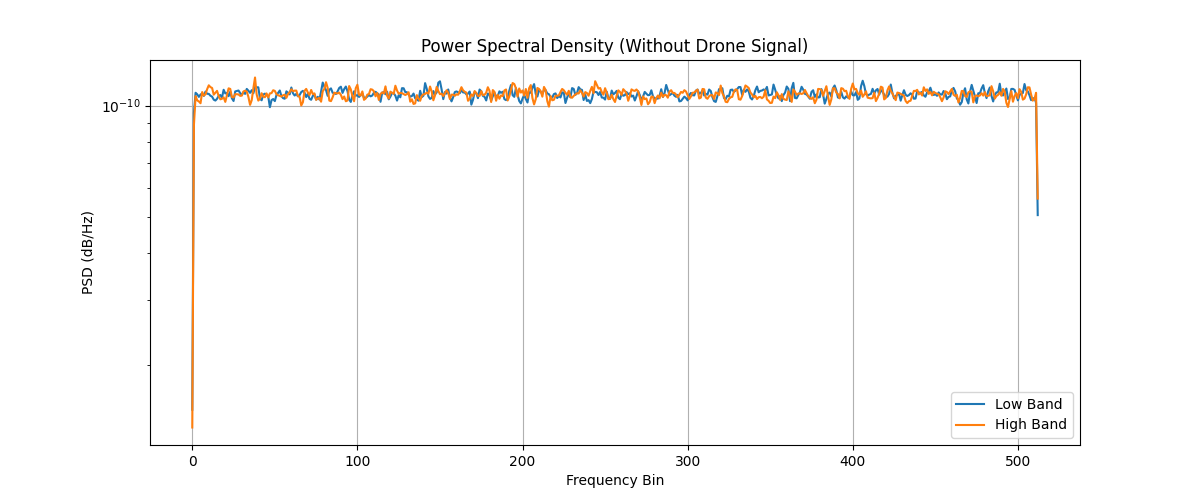 Power Spectral Density (Without Drone Signal)
10⁻¹⁰
PSD (dB/Hz)
0 100 200 300 400 500
Frequency Bin
Low Band
High Band